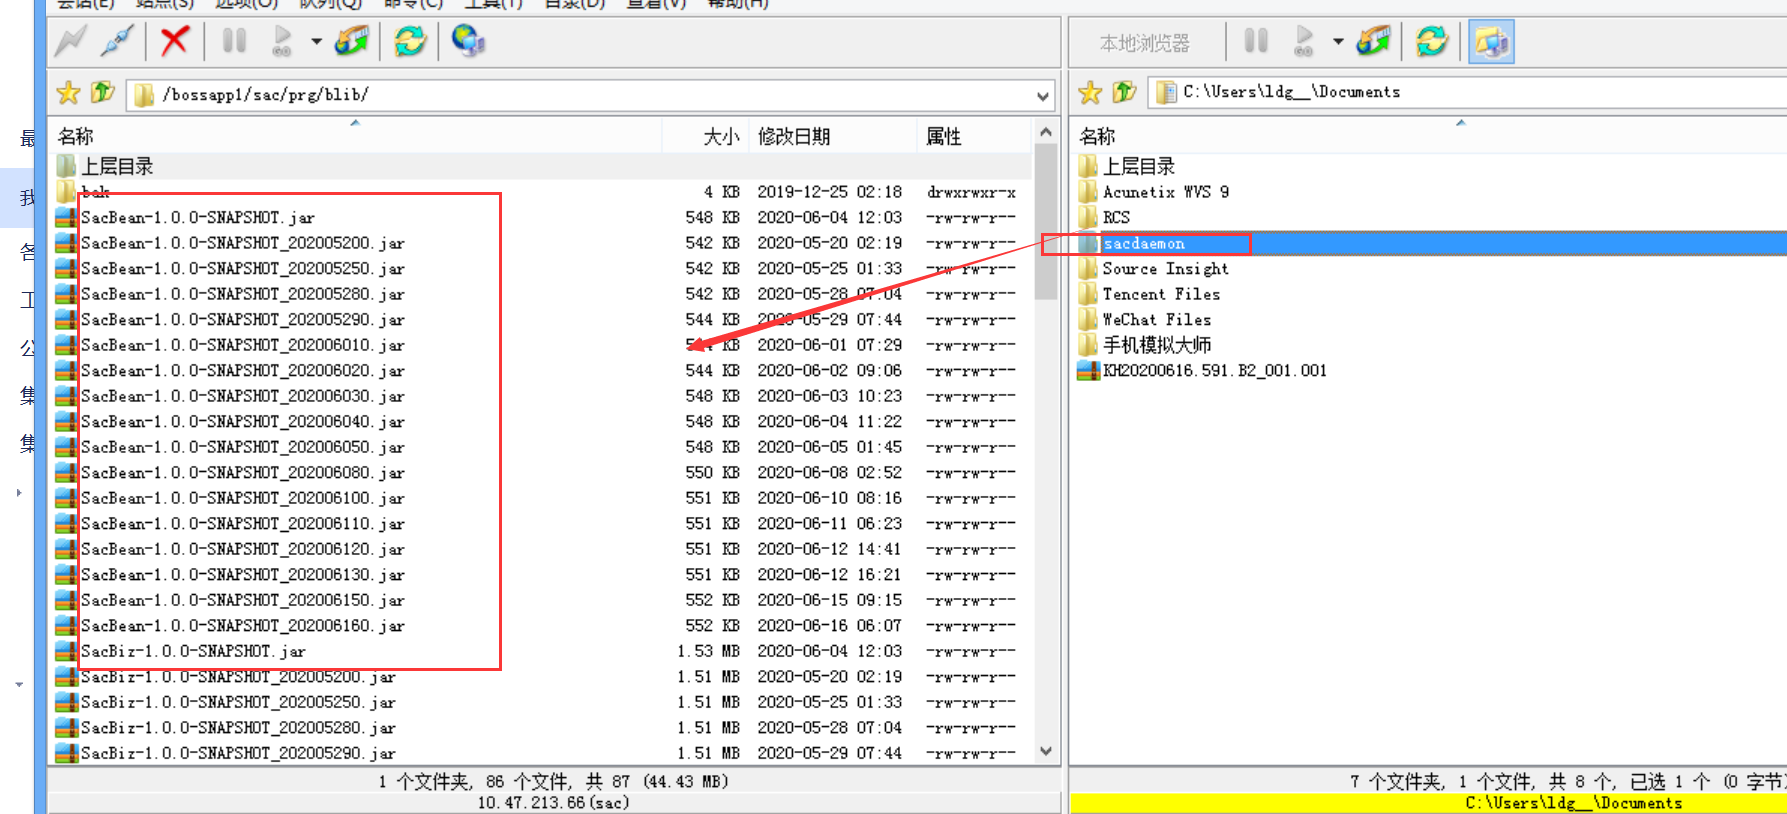 会话(E) 站点(S) 选项(O) 队列(Q) 命令(C) 工具(T) 目录(D) 查看(V) 帮助(H)
本地浏览器
/bossapp1/sac/prg/blib/
C:\Users\ldg__\Documents
名称 大小 修改日期 属性
上层目录
bak 4 KB 2019-12-25 02:18 drwxrwxr-x
SacBean-1.0.0-SNAPSHOT.jar 548 KB 2020-06-04 12:03 -rw-rw-r--
SacBean-1.0.0-SNAPSHOT_202005200.jar 542 KB 2020-05-20 02:19 -rw-rw-r--
SacBean-1.0.0-SNAPSHOT_202005250.jar 542 KB 2020-05-25 01:33 -rw-rw-r--
SacBean-1.0.0-SNAPSHOT_202005280.jar 542 KB 2020-05-28 07:04 -rw-rw-r--
SacBean-1.0.0-SNAPSHOT_202005290.jar 544 KB 2020-05-29 07:44 -rw-rw-r--
SacBean-1.0.0-SNAPSHOT_202006010.jar 544 KB 2020-06-01 07:29 -rw-rw-r--
SacBean-1.0.0-SNAPSHOT_202006020.jar 544 KB 2020-06-02 09:06 -rw-rw-r--
SacBean-1.0.0-SNAPSHOT_202006030.jar 548 KB 2020-06-03 10:23 -rw-rw-r--
SacBean-1.0.0-SNAPSHOT_202006040.jar 548 KB 2020-06-04 11:22 -rw-rw-r--
SacBean-1.0.0-SNAPSHOT_202006050.jar 548 KB 2020-06-05 01:45 -rw-rw-r--
SacBean-1.0.0-SNAPSHOT_202006080.jar 550 KB 2020-06-08 02:52 -rw-rw-r--
SacBean-1.0.0-SNAPSHOT_202006100.jar 551 KB 2020-06-10 08:16 -rw-rw-r--
SacBean-1.0.0-SNAPSHOT_202006110.jar 551 KB 2020-06-11 06:23 -rw-rw-r--
SacBean-1.0.0-SNAPSHOT_202006120.jar 551 KB 2020-06-12 14:41 -rw-rw-r--
SacBean-1.0.0-SNAPSHOT_202006130.jar 551 KB 2020-06-12 16:21 -rw-rw-r--
SacBean-1.0.0-SNAPSHOT_202006150.jar 552 KB 2020-06-15 09:15 -rw-rw-r--
SacBean-1.0.0-SNAPSHOT_202006160.jar 552 KB 2020-06-16 06:07 -rw-rw-r--
SacBiz-1.0.0-SNAPSHOT.jar 1.53 MB 2020-06-04 12:03 -rw-rw-r--
SacBiz-1.0.0-SNAPSHOT_202005200.jar 1.51 MB 2020-05-20 02:19 -rw-rw-r--
SacBiz-1.0.0-SNAPSHOT_202005250.jar 1.51 MB 2020-05-25 01:33 -rw-rw-r--
SacBiz-1.0.0-SNAPSHOT_202005280.jar 1.51 MB 2020-05-28 07:04 -rw-rw-r--
SacBiz-1.0.0-SNAPSHOT_202005290.jar 1.51 MB 2020-05-29 07:44 -rw-rw-r--
1 个文件夹, 86 个文件, 共 87 (44.43 MB)
10.47.213.66(sac)
名称
上层目录
Acunetix WVS 9
RCS
sacdaemon
Source Insight
Tencent Files
WeChat Files
手机模拟大师
KH20200616.591.B2_001.001
7 个文件夹, 1 个文件, 共 8 个, 已选 1 个 (0 字节)
C:\Users\ldg__\Documents
最
我
各
工
公
集
集